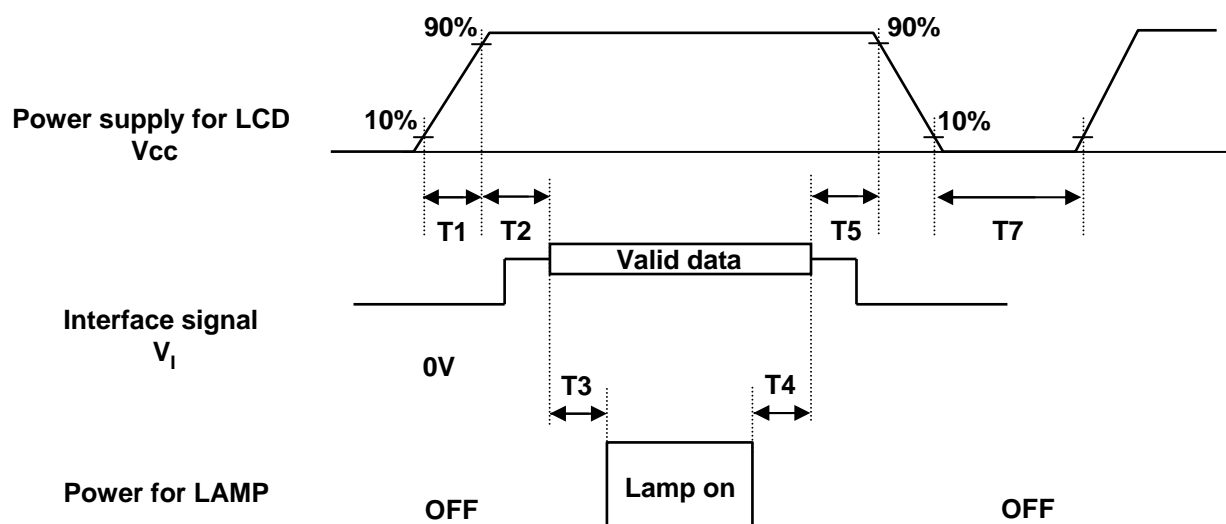 90%
90%
Power supply for LCD
Vcc
10%
10%
T1
T2
T5
T7
Valid data
Interface signal
V_I
0V
T3
T4
Power for LAMP
OFF
Lamp on
OFF